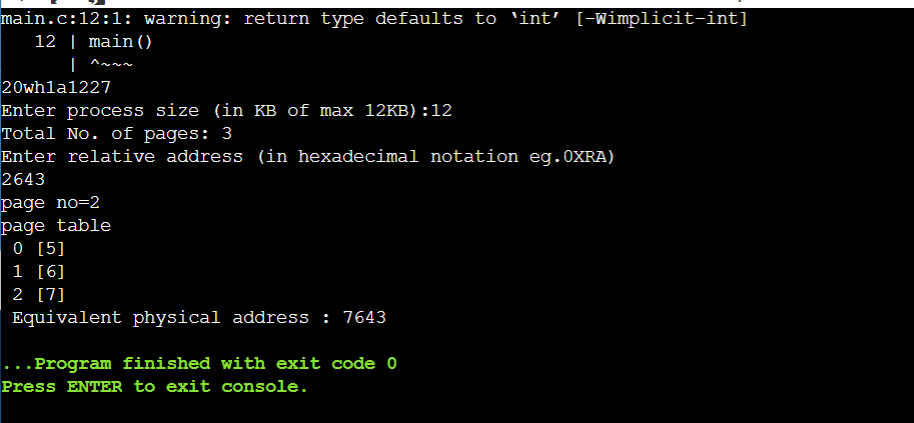 main.c:12:1: warning: return type defaults to ‘int’ [-Wimplicit-int]
12 | main()
| ^~~~
20wh1a1227
Enter process size (in KB of max 12KB):12
Total No. of pages: 3
Enter relative address (in hexadecimal notation eg.0XRA)
2643
page no=2
page table
0 [5]
1 [6]
2 [7]
Equivalent physical address : 7643
...Program finished with exit code 0
Press ENTER to exit console.